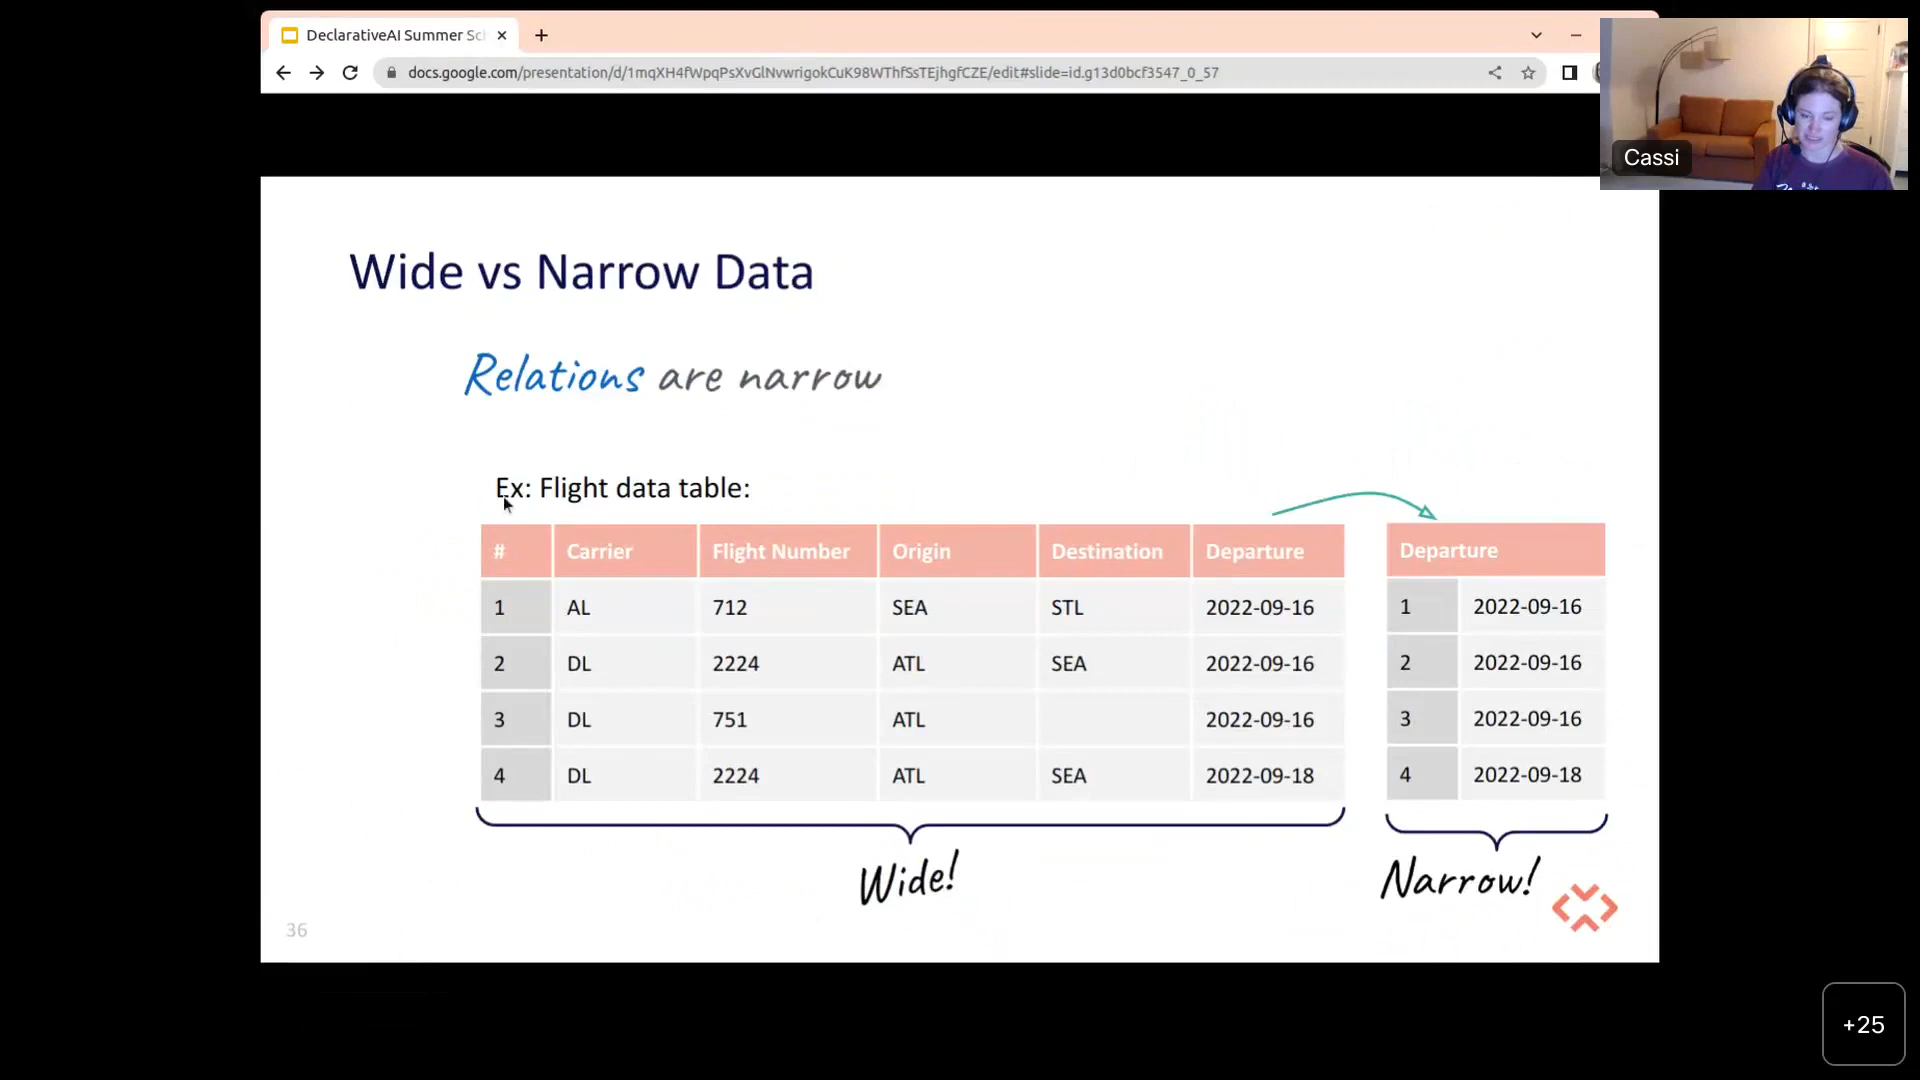 DeclarativeAI Summer Sc
docs.google.com/presentation/d/1mqXH4fWpqPsXvGlNvwrigokCuK98WThfSsTEjhgfCZE/edit#slide=id.g13d0bcf3547_0_57
Cassi
Wide vs Narrow Data
Relations are narrow
Ex: Flight data table:
# Carrier Flight Number Origin Destination Departure
1 AL 712 SEA STL 2022-09-16
2 DL 2224 ATL SEA 2022-09-16
3 DL 751 ATL 2022-09-16
4 DL 2224 ATL SEA 2022-09-18
Departure
1 2022-09-16
2 2022-09-16
3 2022-09-16
4 2022-09-18
Wide!
Narrow!
36
+25